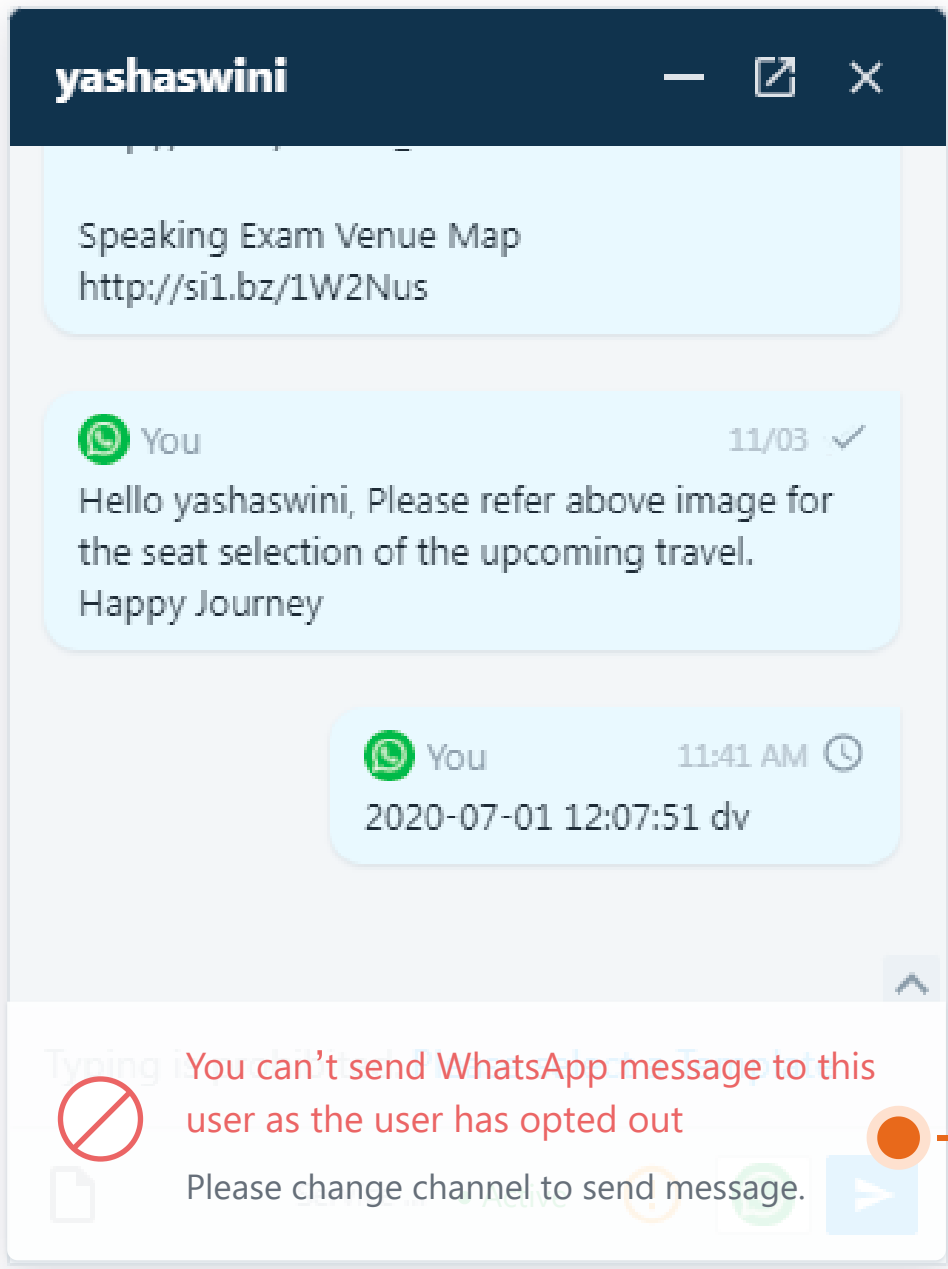 yashaswini
Speaking Exam Venue Map
http://si1.bz/1W2Nus
You 11/03
Hello yashaswini, Please refer above image for
the seat selection of the upcoming travel.
Happy Journey
You 11:41 AM
2020-07-01 12:07:51 dv
You can’t send WhatsApp message to this
user as the user has opted out
Please change channel to send message.